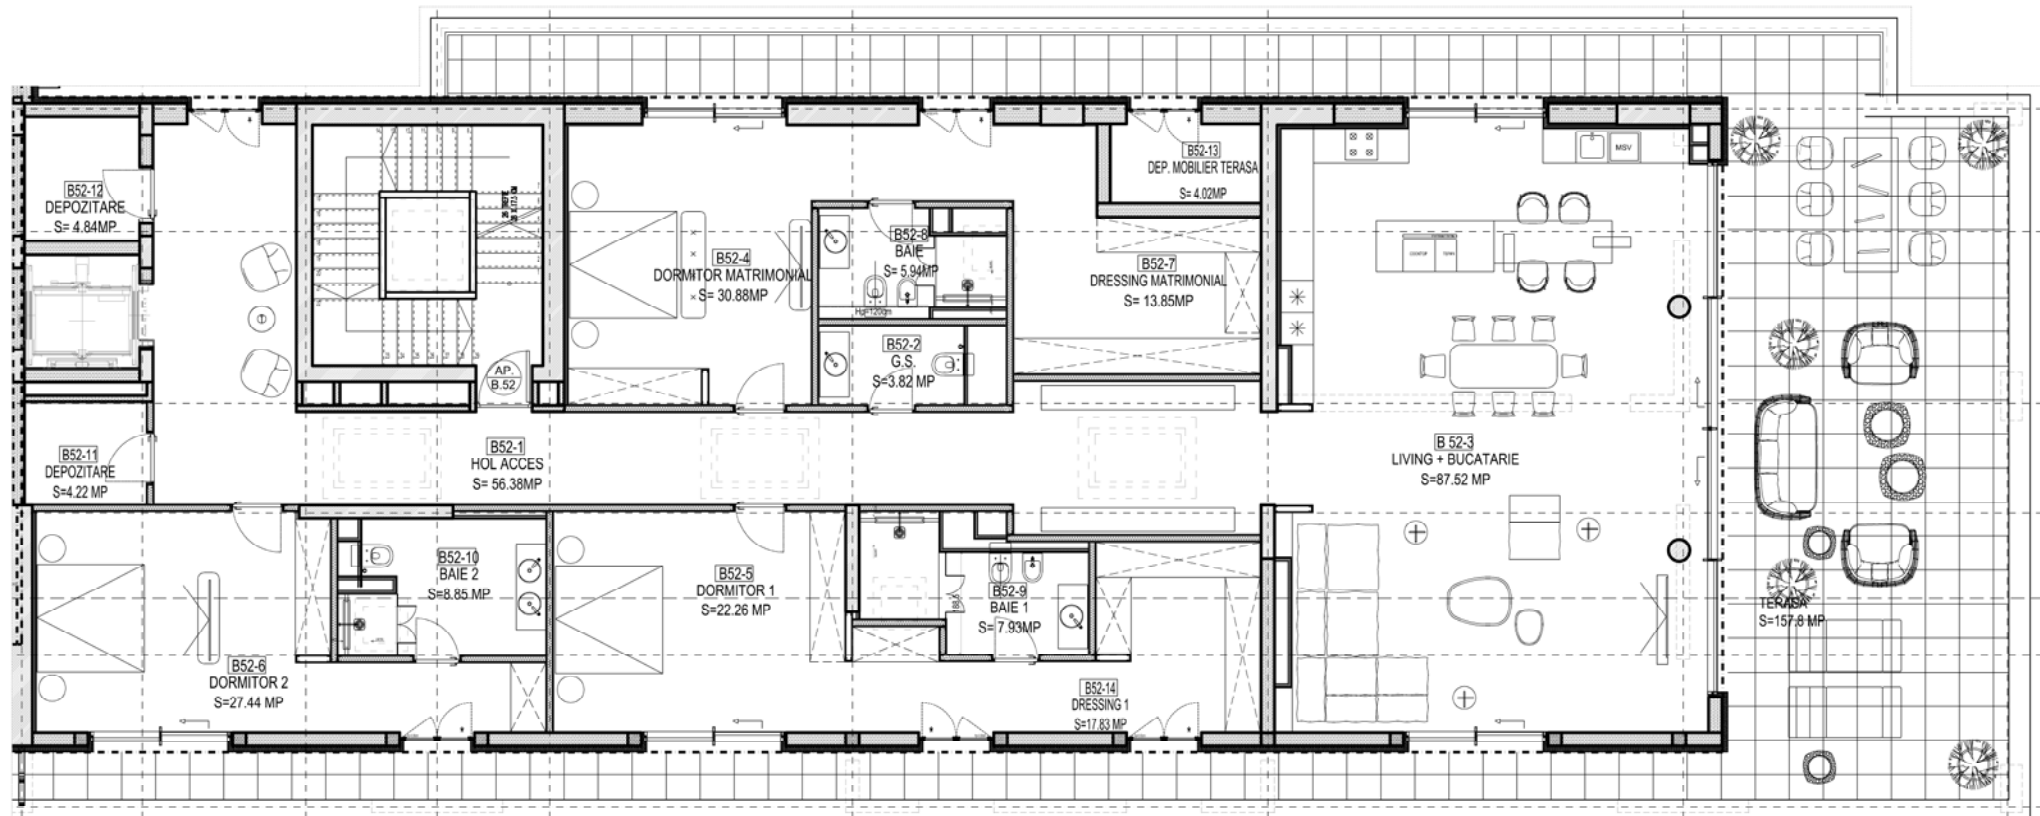 B52-12
DEPOZITARE
S= 4.84MP
B52-4
DORMITOR MATRIMONIAL
S= 30.88MP
B52-8
BAIE
S= 5.94MP
Hg=120cm
B52-13
DEP. MOBILIER TERASA
S= 4.02MP
B52-7
DRESSING MATRIMONIAL
S= 13.85MP
MSV
AP.
B.52
B52-2
G.S.
S=3.82 MP
B52-11
DEPOZITARE
S=4.22 MP
B52-1
HOL ACCES
S= 56.38MP
B 52-3
LIVING + BUCATARIE
S=87.52 MP
B52-10
BAIE 2
S=8.85 MP
B52-5
DORMITOR 1
S=22.26 MP
B52-9
BAIE 1
S= 7.93MP
TERASA
S=157.8 MP
B52-6
DORMITOR 2
S=27.44 MP
B52-14
DRESSING 1
S=17.83 MP